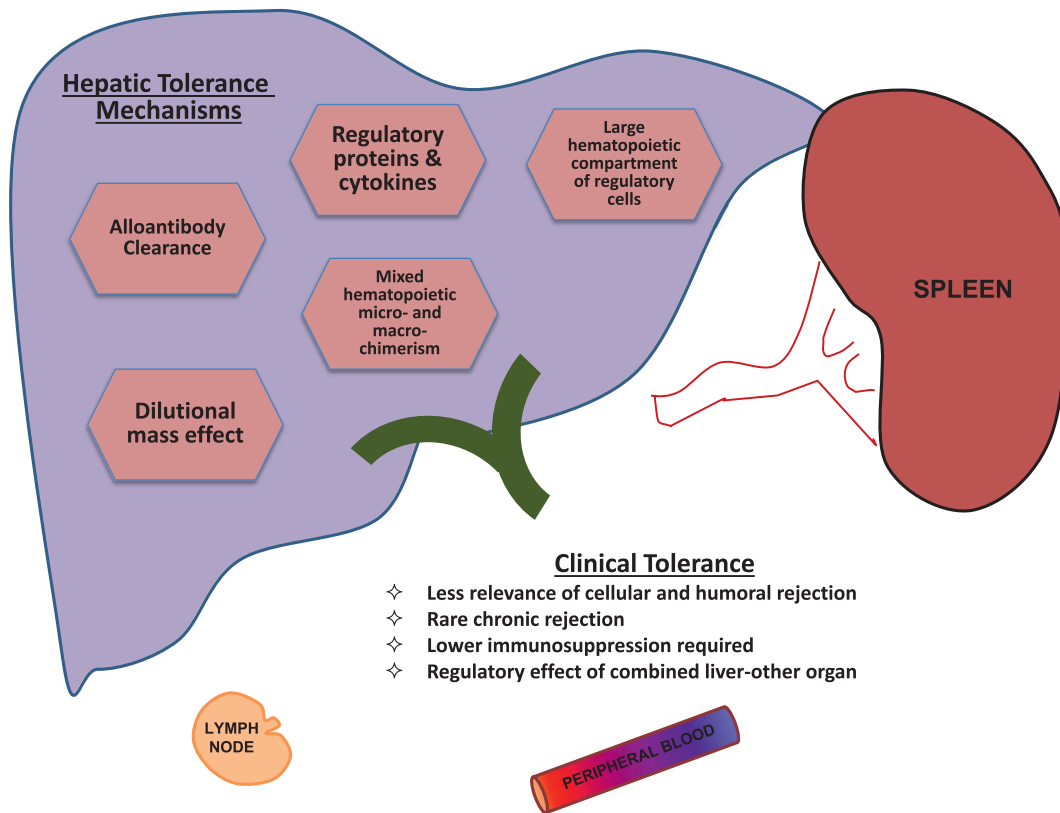 Hepatic Tolerance
Mechanisms
Regulatory
proteins &
cytokines
Large
hematopoietic
compartment
of regulatory
cells
Alloantibody
Clearance
Mixed
hematopoietic
micro- and
macro-
chimerism
Dilutional
mass effect
SPLEEN
Clinical Tolerance
✧ Less relevance of cellular and humoral rejection
✧ Rare chronic rejection
✧ Lower immunosuppression required
✧ Regulatory effect of combined liver-other organ
LYMPH
NODE
PERIPHERAL BLOOD